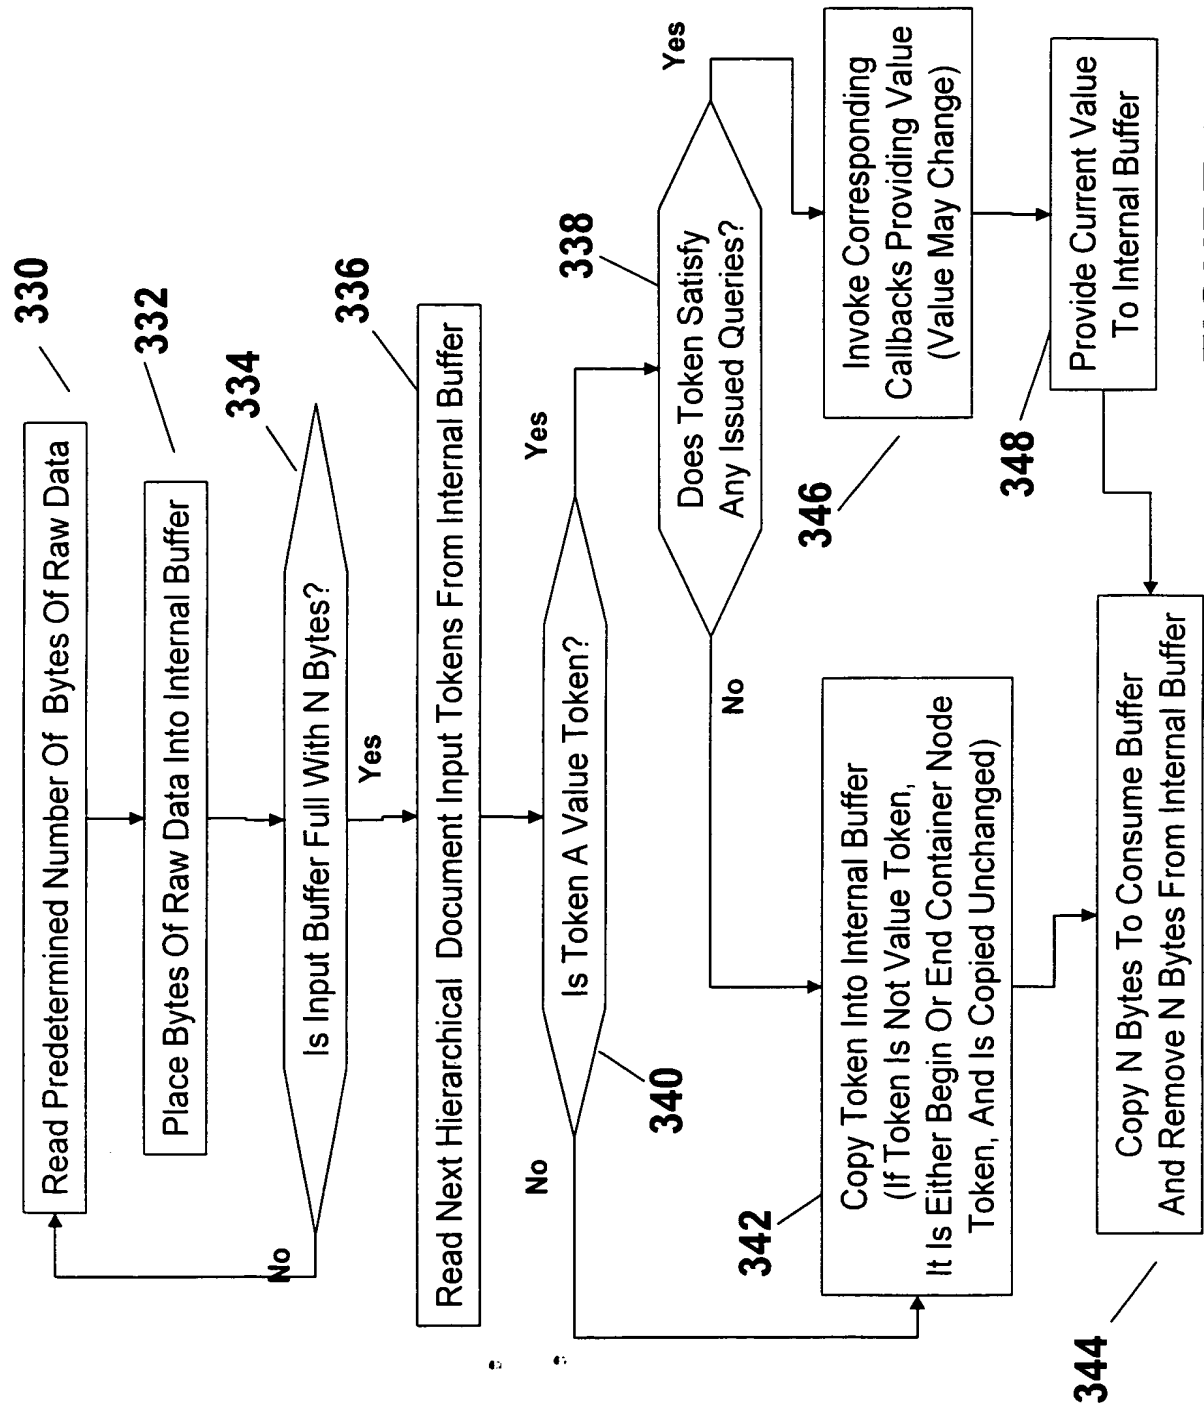 330
Read Predetermined Number Of Bytes Of Raw Data
332
Place Bytes Of Raw Data Into Internal Buffer
334
Is Input Buffer Full With N Bytes?
No
Yes
336
Read Next Hierarchical Document Input Tokens From Internal Buffer
340
Is Token A Value Token?
No
Yes
338
Does Token Satisfy
Any Issued Queries?
No
Yes
342
Copy Token Into Internal Buffer
(If Token Is Not Value Token,
It Is Either Begin Or End Container Node
Token, And Is Copied Unchanged)
346
Invoke Corresponding
Callbacks Providing Value
(Value May Change)
348
Provide Current Value
To Internal Buffer
344
Copy N Bytes To Consume Buffer
And Remove N Bytes From Internal Buffer